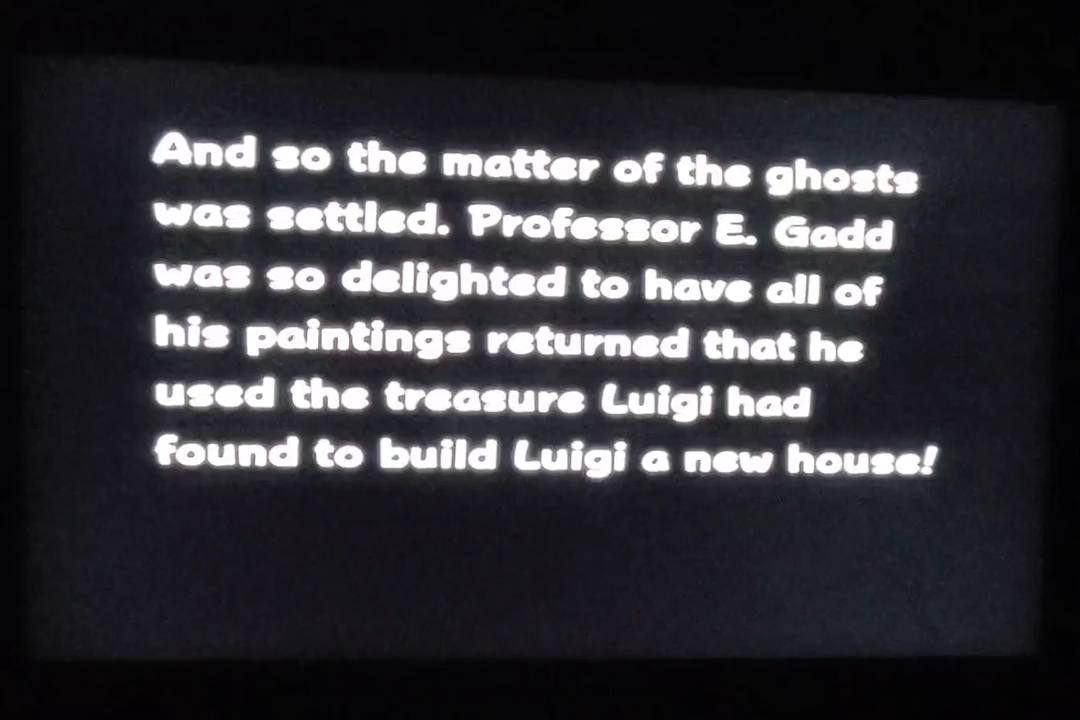 And so the matter of the ghosts
was settled. Professor E. Gadd
was so delighted to have all of
his paintings returned that he
used the treasure Luigi had
found to build Luigi a new house!